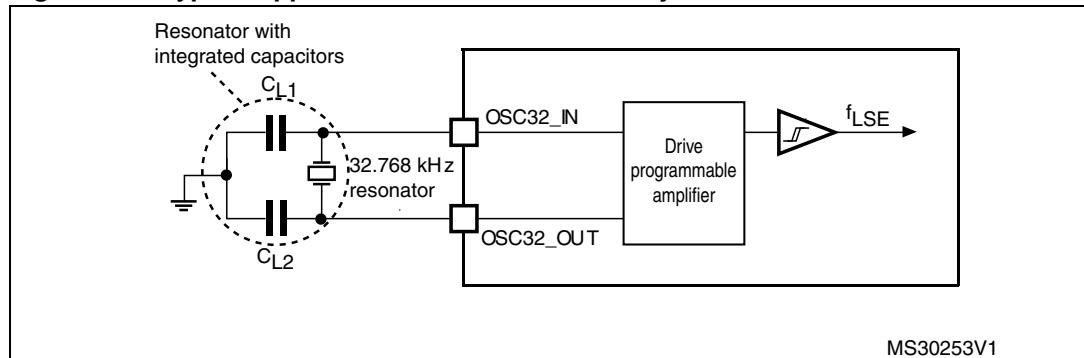 Resonator with
integrated capacitors
CL1
OSC32_IN
fLSE
Drive
programmable
amplifier
32.768 kHz
resonator
OSC32_OUT
CL2
MS30253V1